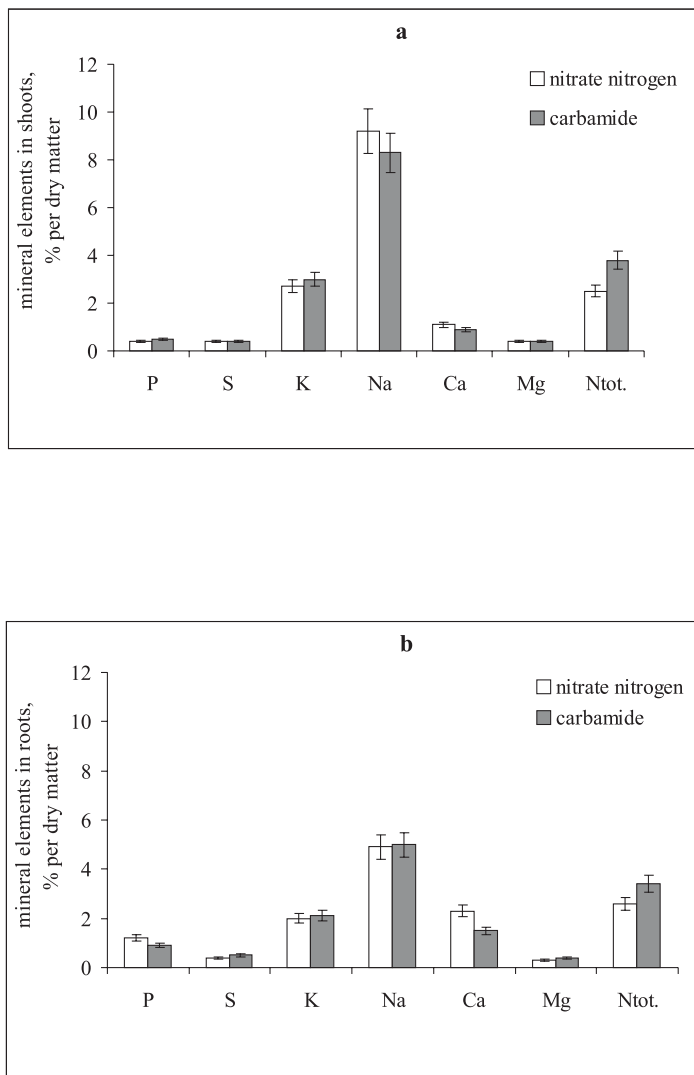 a
mineral elements in shoots,
% per dry matter
12
10
8
6
4
2
0
nitrate nitrogen
carbamide
P S K Na Ca Mg Ntot.
b
mineral elements in roots,
% per dry matter
12
10
8
6
4
2
0
nitrate nitrogen
carbamide
P S K Na Ca Mg Ntot.